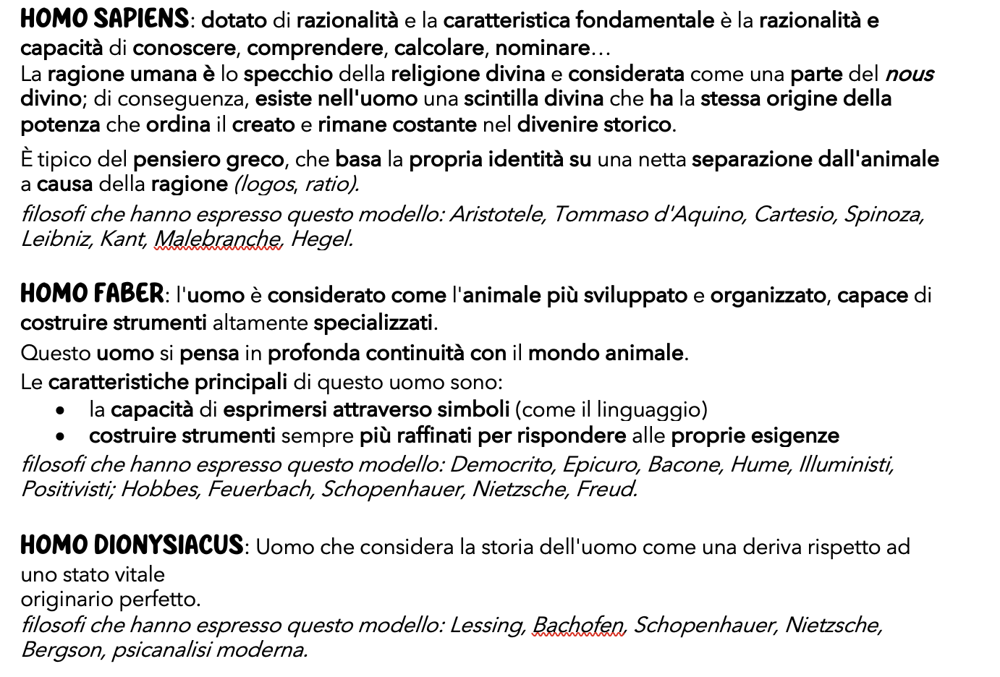 HOMO SAPIENS: dotato di razionalità e la caratteristica fondamentale è la razionalità e
capacità di conoscere, comprendere, calcolare, nominare…
La ragione umana è lo specchio della religione divina e considerata come una parte del nous
divino; di conseguenza, esiste nell'uomo una scintilla divina che ha la stessa origine della
potenza che ordina il creato e rimane costante nel divenire storico.
È tipico del pensiero greco, che basa la propria identità su una netta separazione dall'animale
a causa della ragione (logos, ratio).
filosofi che hanno espresso questo modello: Aristotele, Tommaso d'Aquino, Cartesio, Spinoza,
Leibniz, Kant, Malebranche, Hegel.
HOMO FABER: l'uomo è considerato come l'animale più sviluppato e organizzato, capace di
costruire strumenti altamente specializzati.
Questo uomo si pensa in profonda continuità con il mondo animale.
Le caratteristiche principali di questo uomo sono:
• la capacità di esprimersi attraverso simboli (come il linguaggio)
• costruire strumenti sempre più raffinati per rispondere alle proprie esigenze
filosofi che hanno espresso questo modello: Democrito, Epicuro, Bacone, Hume, Illuministi,
Positivisti; Hobbes, Feuerbach, Schopenhauer, Nietzsche, Freud.
HOMO DIONYSIACUS: Uomo che considera la storia dell'uomo come una deriva rispetto ad
uno stato vitale
originario perfetto.
filosofi che hanno espresso questo modello: Lessing, Bachofen, Schopenhauer, Nietzsche,
Bergson, psicanalisi moderna.